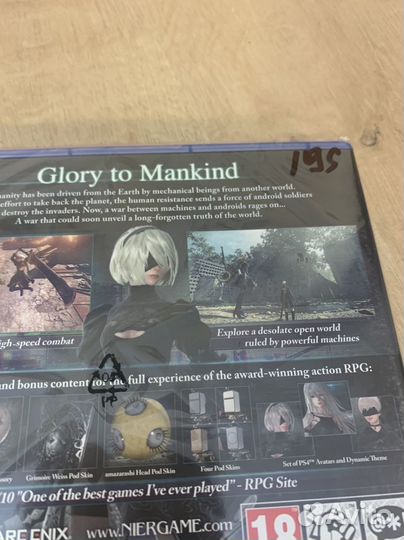 Glory to Mankind
195
anity has been driven from the Earth by mechanical beings from another world.
effort to take back the planet, the human resistance sends a force of android soldiers
destroy the invaders. Now, a war between machines and androids rages on...
A war that could soon unveil a long-forgotten truth of the world.
igh-speed combat
Explore a desolate open world
ruled by powerful machines
and bonus content for the full experience of the award-winning action RPG:
Grimoire Weiss Pod Skin
amazarashi Head Pod Skin
Four Pod Skins
Set of PS4™ Avatars and Dynamic Theme
/10 "One of the best games I've ever played" - RPG Site
ARE ENIX
WWW.NIERGAME.COM
18
Avito